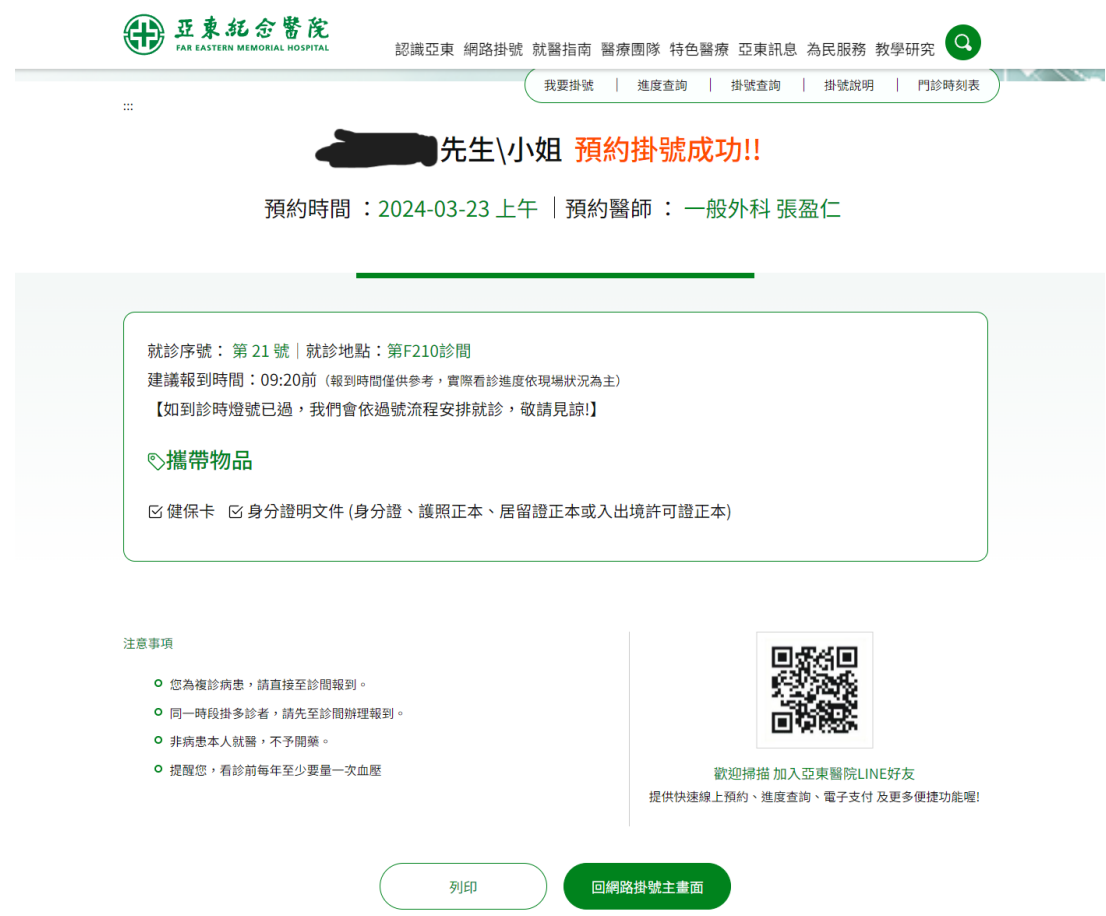 亞東紀念醫院
FAR EASTERN MEMORIAL HOSPITAL
認識亞東 網路掛號 就醫指南 醫療團隊 特色醫療 亞東訊息 為民服務 教學研究
我要掛號 | 進度查詢 | 掛號查詢 | 掛號說明 | 門診時刻表
:::
先生\小姐 預約掛號成功!!
預約時間 ：2024-03-23 上午 ｜預約醫師 ： 一般外科 張盈仁
就診序號： 第 21 號｜就診地點：第F210診間
建議報到時間：09:20前（報到時間僅供參考，實際看診進度依現場狀況為主）
【如到診時燈號已過，我們會依過號流程安排就診，敬請見諒!】
攜帶物品
健保卡 身分證明文件 (身分證、護照正本、居留證正本或入出境許可證正本)
注意事項
您為複診病患，請直接至診間報到。
同一時段掛多診者，請先至診間辦理報到。
非病患本人就醫，不予開藥。
提醒您，看診前每年至少要量一次血壓
歡迎掃描 加入亞東醫院LINE好友
提供快速線上預約、進度查詢、電子支付 及更多便捷功能喔!
列印
回網路掛號主畫面